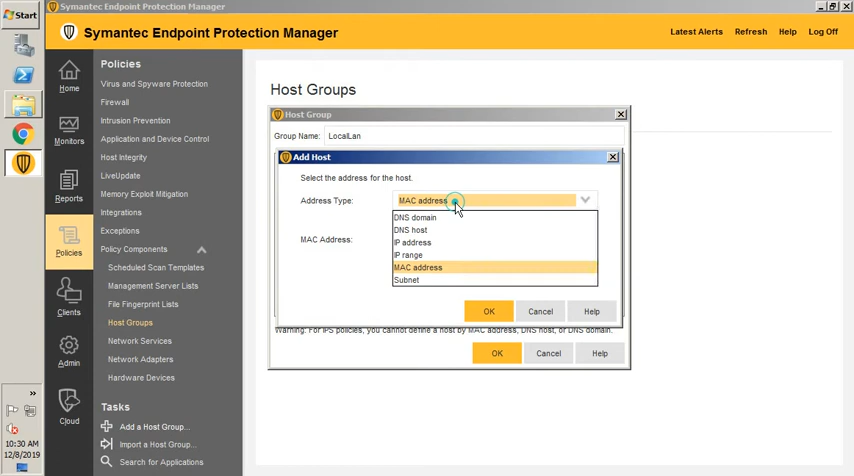 Start
Symantec Endpoint Protection Manager
Symantec Endpoint Protection Manager
Latest Alerts
Refresh
Help
Log Off
Home
Monitors
Reports
Policies
Clients
Admin
Cloud
Policies
Virus and Spyware Protection
Firewall
Intrusion Prevention
Application and Device Control
Host Integrity
LiveUpdate
Memory Exploit Mitigation
Integrations
Exceptions
Policy Components
Scheduled Scan Templates
Management Server Lists
File Fingerprint Lists
Host Groups
Network Services
Network Adapters
Hardware Devices
Tasks
Add a Host Group...
Import a Host Group...
Search for Applications
Host Groups
Host Group
Group Name: LocalLan
Add Host
Select the address for the host.
Address Type: MAC address
DNS domain
DNS host
IP address
IP range
MAC address
Subnet
MAC Address:
OK Cancel Help
Warning: For IPS policies, you cannot define a host by MAC address, DNS host, or DNS domain.
OK Cancel Help
»
10:30 AM
12/8/2019